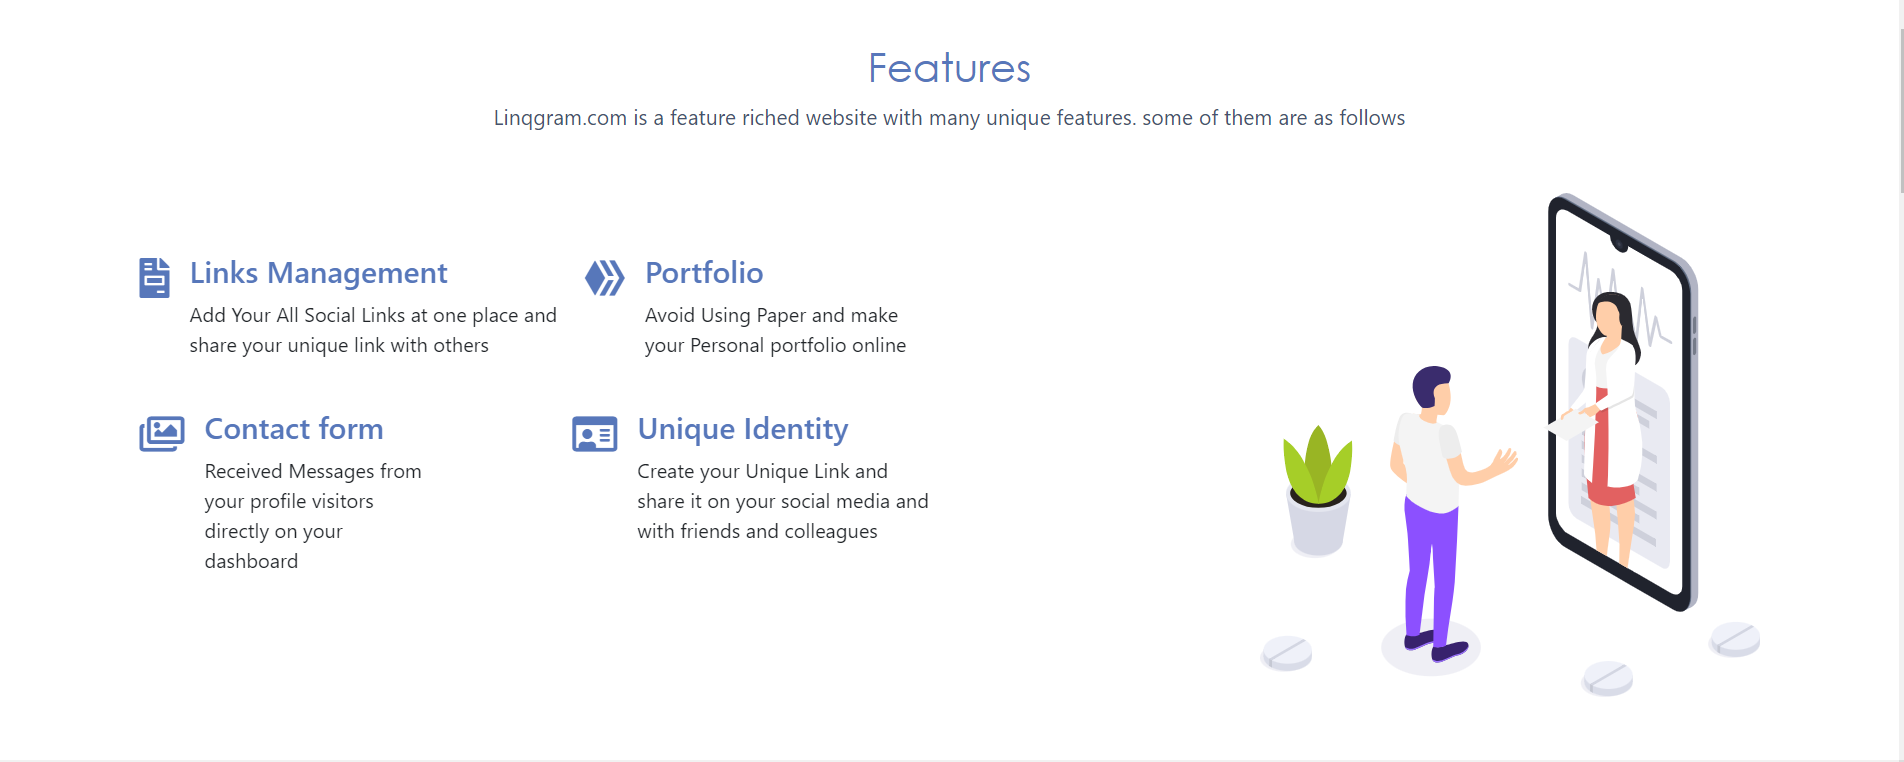 Features
Linqgram.com is a feature riched website with many unique features. some of them are as follows
Links Management
Add Your All Social Links at one place and
share your unique link with others
Portfolio
Avoid Using Paper and make
your Personal portfolio online
Contact form
Received Messages from
your profile visitors
directly on your
dashboard
Unique Identity
Create your Unique Link and
share it on your social media and
with friends and colleagues